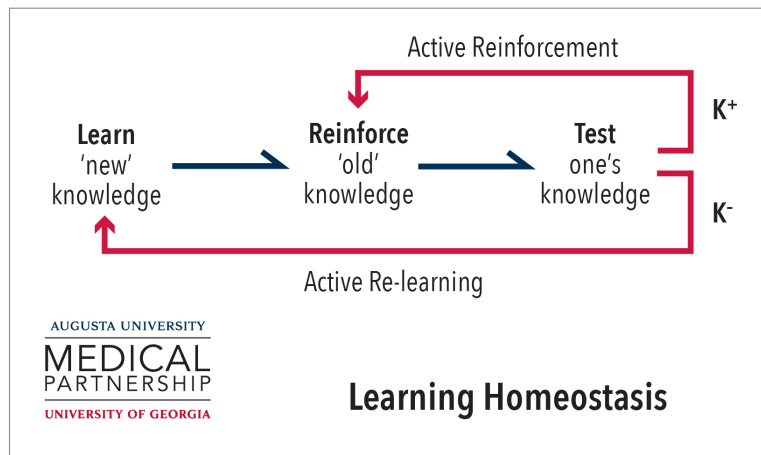 Active Reinforcement
K⁺
Learn
'new'
knowledge
Reinforce
'old'
knowledge
Test
one's
knowledge
K⁻
Active Re-learning
AUGUSTA UNIVERSITY
MEDICAL
PARTNERSHIP
UNIVERSITY OF GEORGIA
Learning Homeostasis